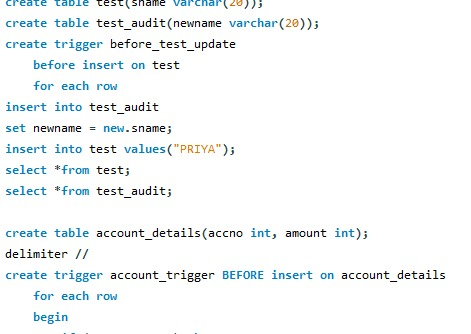 create table test(sname varchar(20));
create table test_audit(newname varchar(20));
create trigger before_test_update
before insert on test
for each row
insert into test_audit
set newname = new.sname;
insert into test values("PRIYA");
select *from test;
select *from test_audit;
create table account_details(accno int, amount int);
delimiter //
create trigger account_trigger BEFORE insert on account_details
for each row
begin